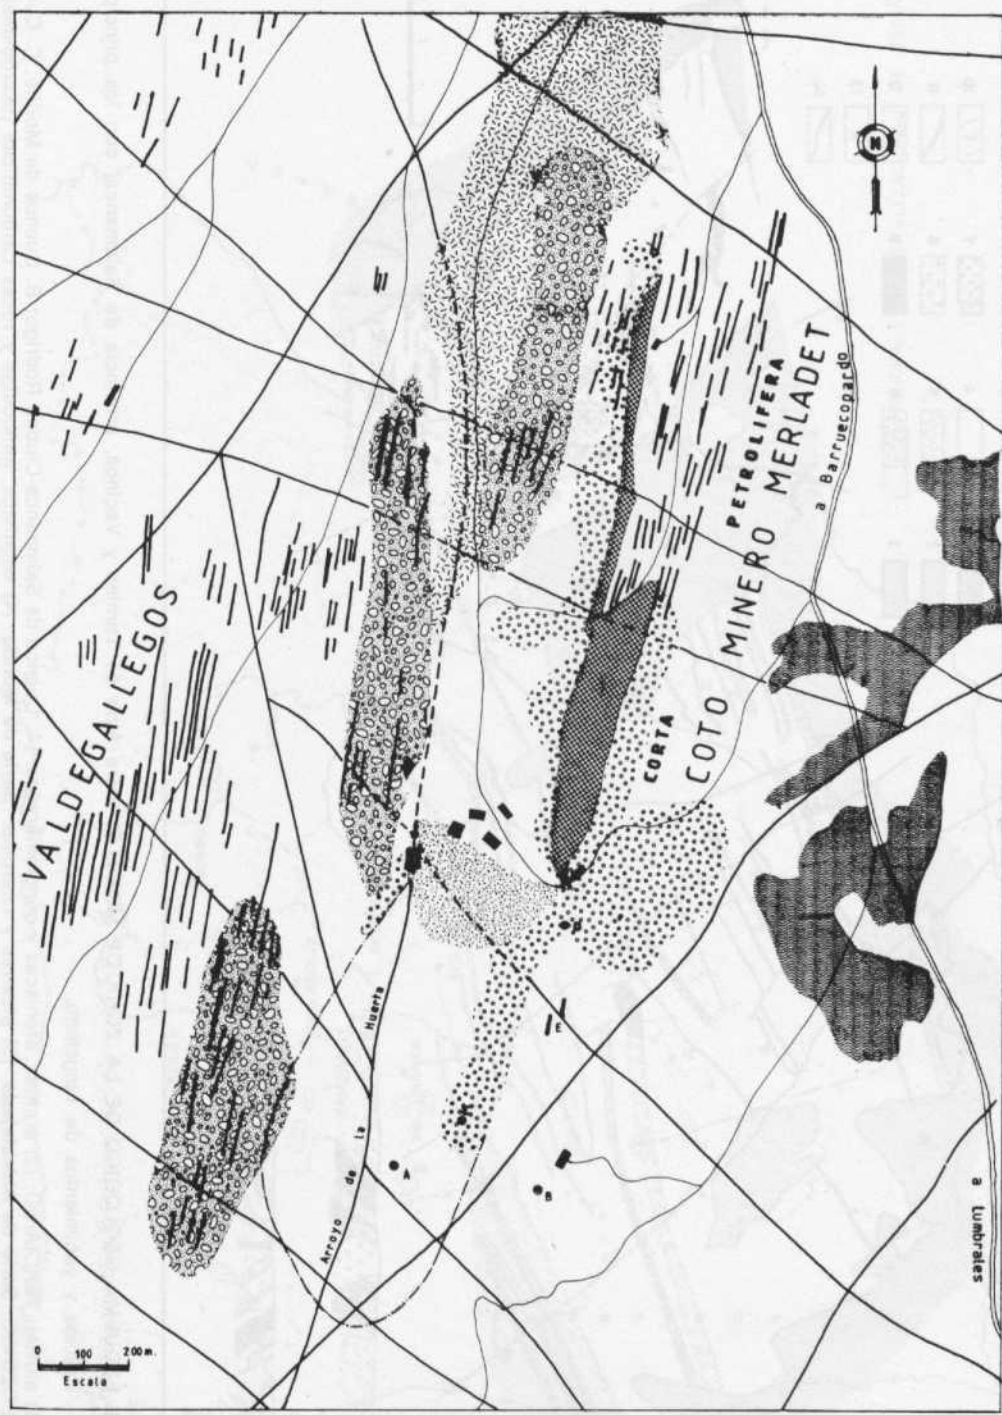 N
a Barruecopardo
PETROLIFERA
COTO MINERO MERLADET
CORTA
VALDEGALLEGOS
P
E
A
B
Arroyo de la Huerta
a Lumbrales
0 100 200 m.
Escala